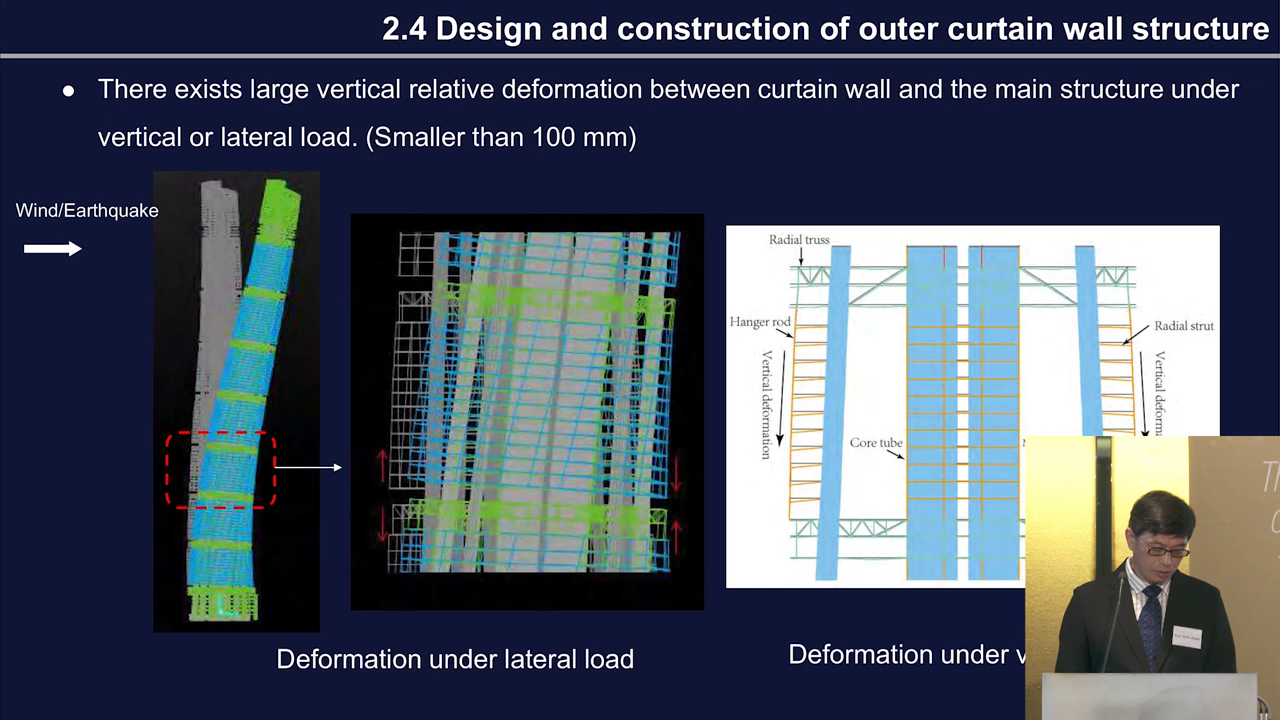 2.4 Design and construction of outer curtain wall structure
● There exists large vertical relative deformation between curtain wall and the main structure under
vertical or lateral load. (Smaller than 100 mm)
Wind/Earthquake
Radial truss
Hanger rod
Radial strut
Vertical deformation
Vertical
Core tube
Deformation under lateral load
Deformation under